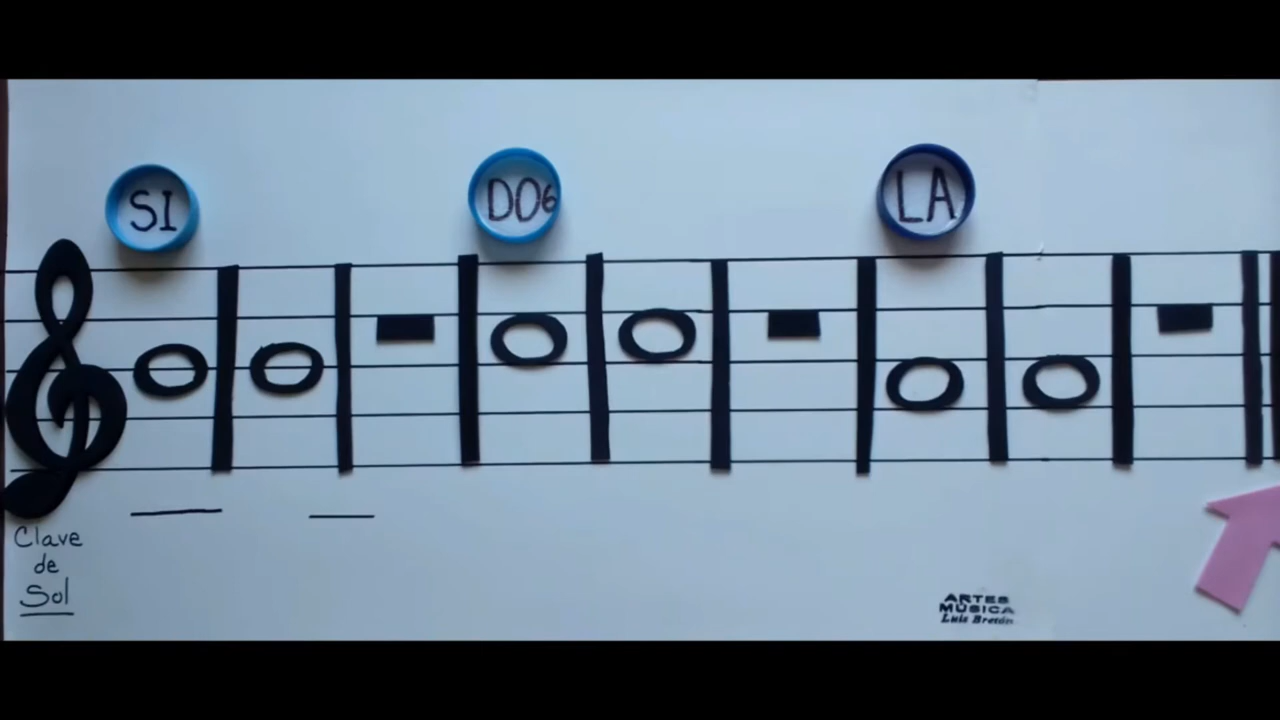 SI
DO6
LA
Clave
de
Sol
ARTES
MÚSICA
Luis Bretón